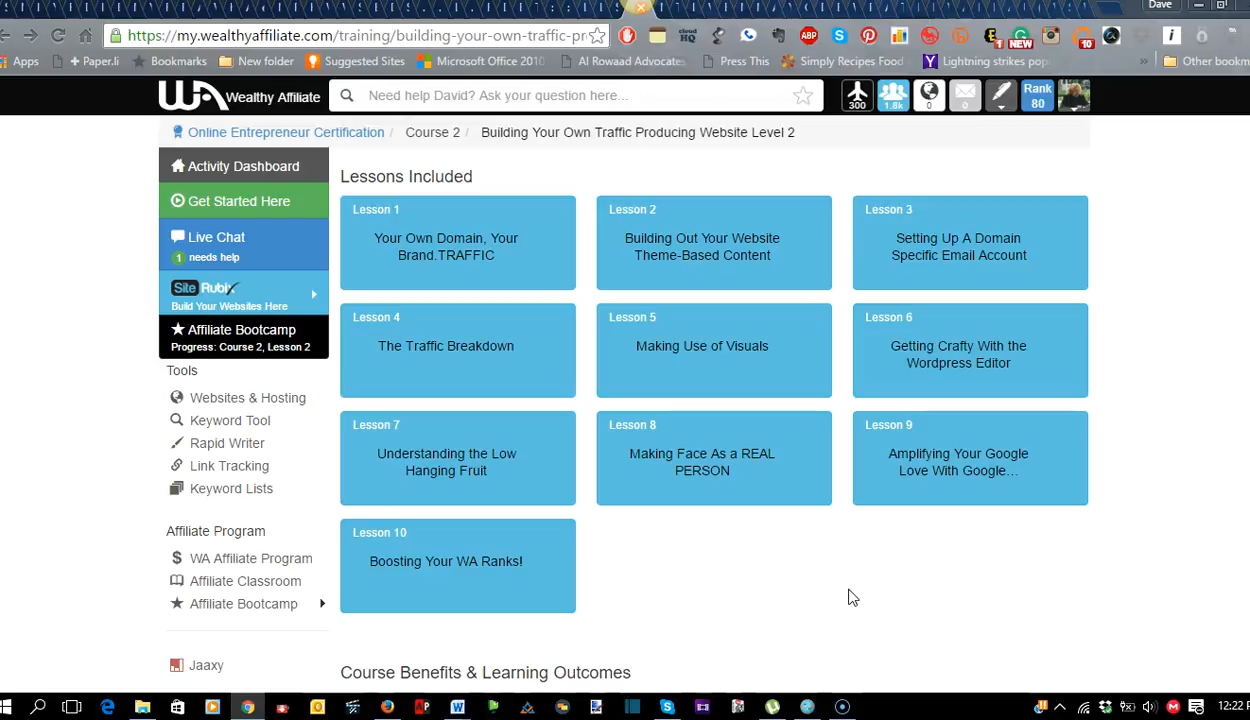 Dave
https://my.wealthyaffiliate.com/training/building-your-own-traffic-pr
Apps
+ Paper.li
Bookmarks
New folder
Suggested Sites
Microsoft Office 2010
Al Rowaad Advocates
Press This
Simply Recipes Food
Lightning strikes pop
Other bookm
WA Wealthy Affiliate
Need help David? Ask your question here...
300
1.8k
0
0
Rank
80
Online Entrepreneur Certification / Course 2 / Building Your Own Traffic Producing Website Level 2
Activity Dashboard
Get Started Here
Live Chat
1 needs help
Site Rubix
Build Your Websites Here
Affiliate Bootcamp
Progress: Course 2, Lesson 2
Tools
Websites & Hosting
Keyword Tool
Rapid Writer
Link Tracking
Keyword Lists
Affiliate Program
WA Affiliate Program
Affiliate Classroom
Affiliate Bootcamp
Jaaxy
Lessons Included
Lesson 1
Your Own Domain, Your
Brand.TRAFFIC
Lesson 2
Building Out Your Website
Theme-Based Content
Lesson 3
Setting Up A Domain
Specific Email Account
Lesson 4
The Traffic Breakdown
Lesson 5
Making Use of Visuals
Lesson 6
Getting Crafty With the
Wordpress Editor
Lesson 7
Understanding the Low
Hanging Fruit
Lesson 8
Making Face As a REAL
PERSON
Lesson 9
Amplifying Your Google
Love With Google...
Lesson 10
Boosting Your WA Ranks!
Course Benefits & Learning Outcomes
12:22